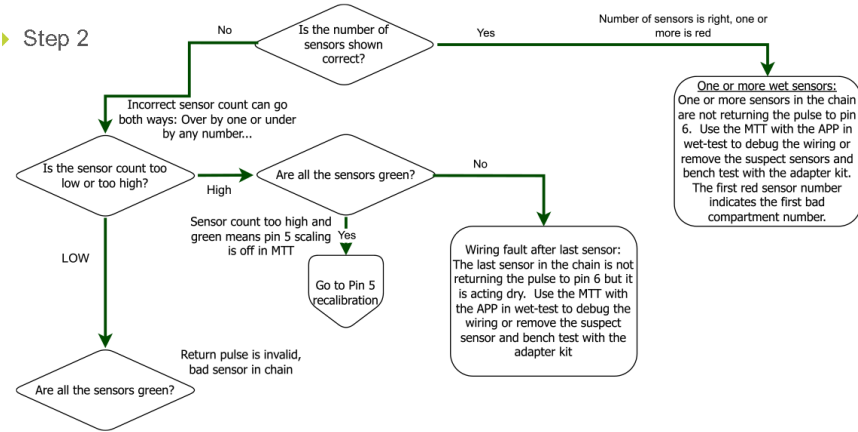 Step 2
Is the number of
sensors shown
correct?
No
Yes
Number of sensors is right, one or
more is red
One or more wet sensors:
One or more sensors in the chain
are not returning the pulse to pin
6. Use the MTT with the APP in
wet-test to debug the wiring or
remove the suspect sensors and
bench test with the adapter kit.
The first red sensor number
indicates the first bad
compartment number.
Incorrect sensor count can go
both ways: Over by one or under
by any number...
Is the sensor count too
low or too high?
High
Are all the sensors green?
No
Sensor count too high and
green means pin 5 scaling
is off in MTT
Yes
Go to Pin 5
recalibration
Wiring fault after last sensor:
The last sensor in the chain is not
returning the pulse to pin 6 but it
is acting dry. Use the MTT with
the APP in wet-test to debug the
wiring or remove the suspect
sensor and bench test with the
adapter kit
LOW
Return pulse is invalid,
bad sensor in chain
Are all the sensors green?